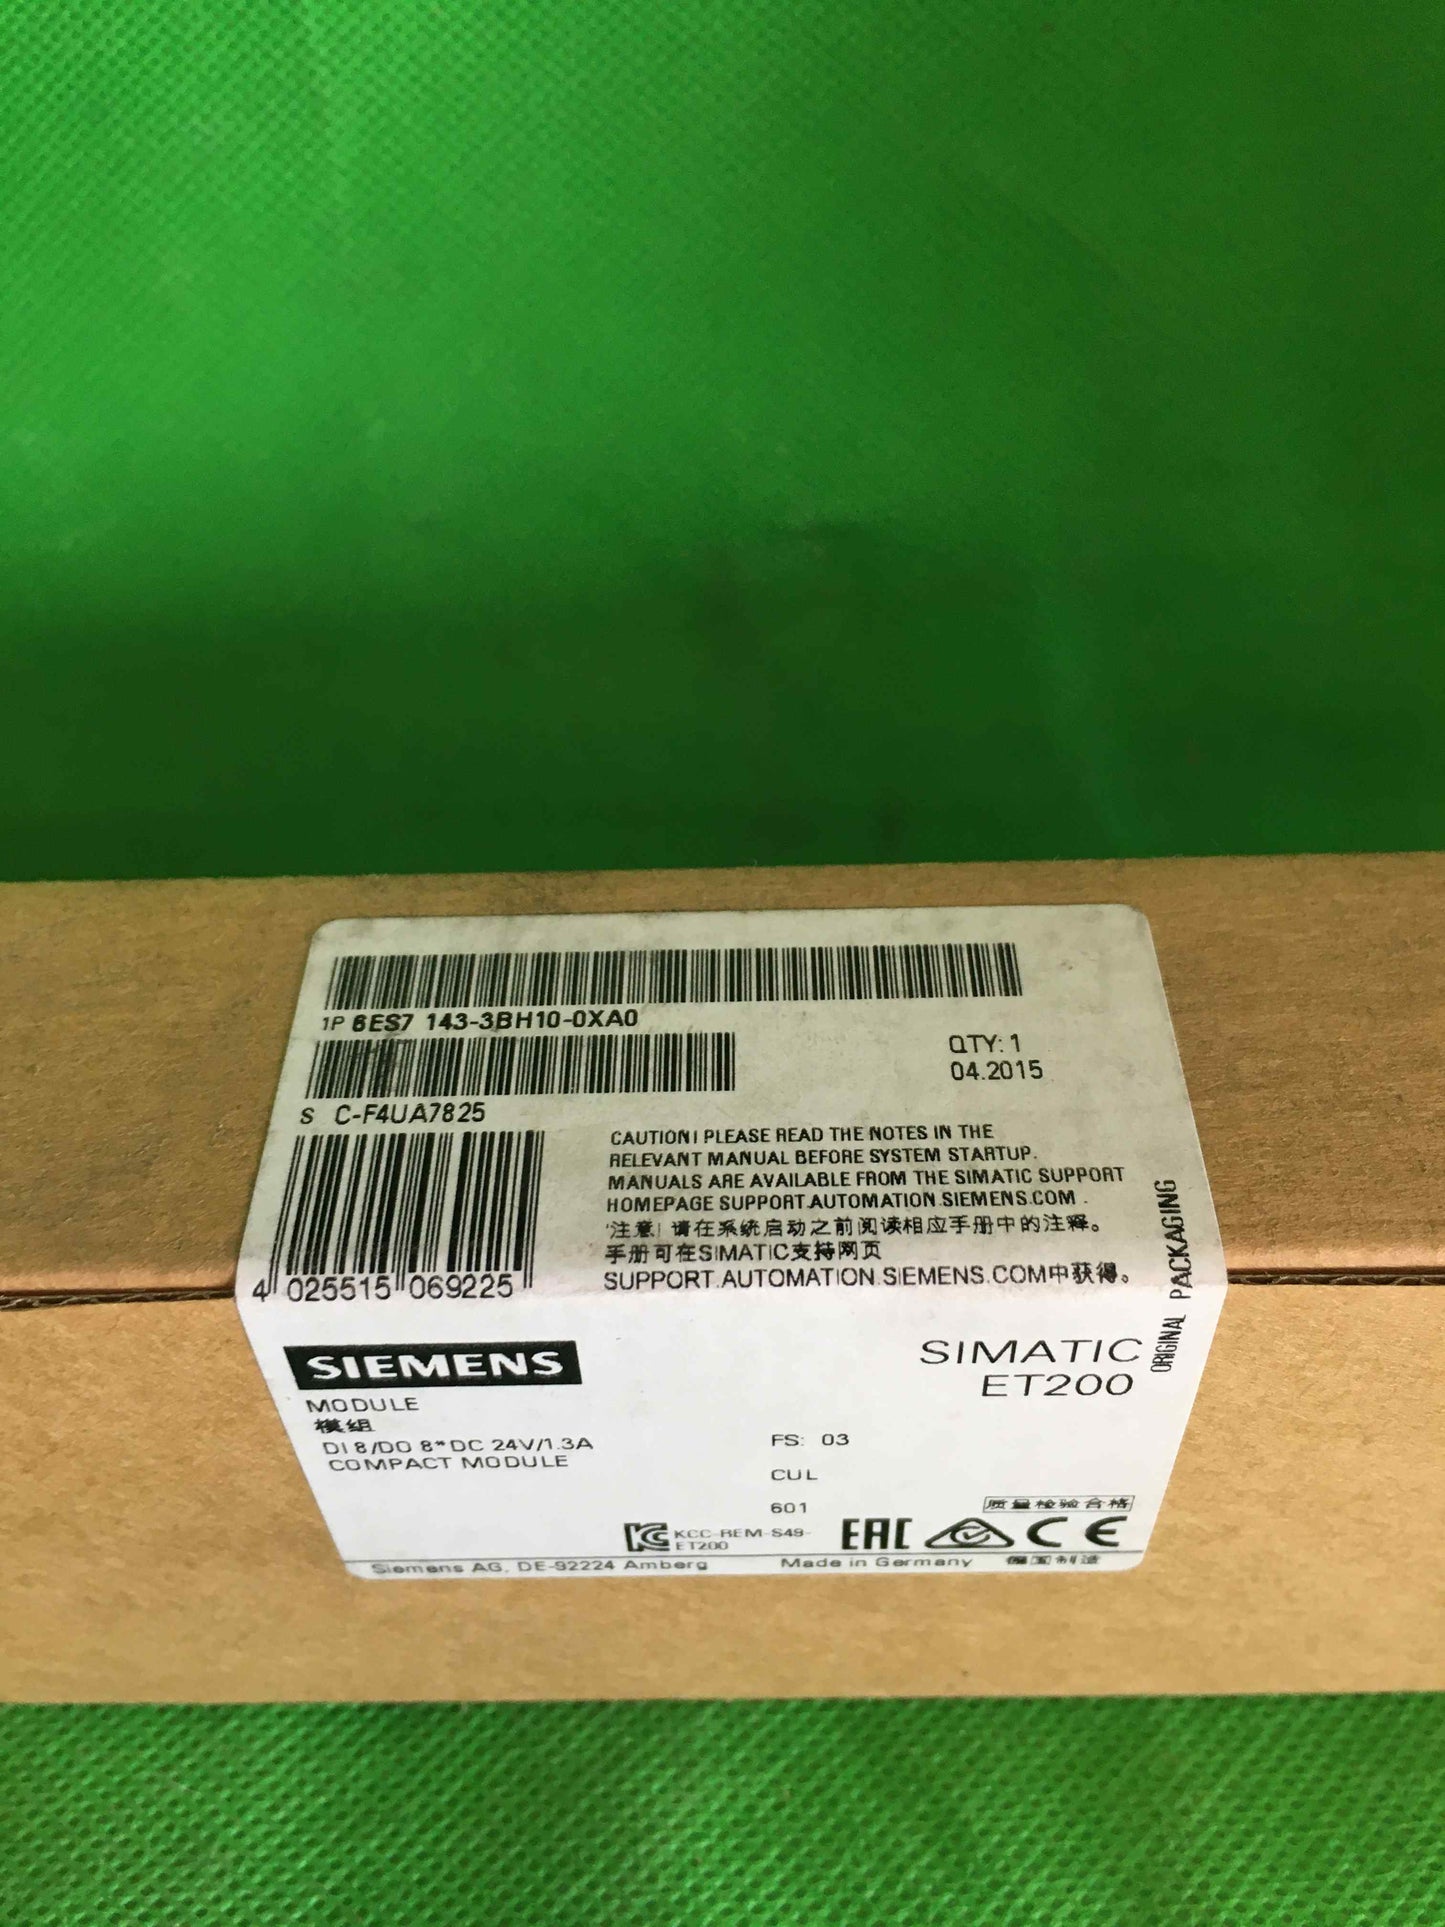 1P 6ES7 143-3BH10-0XA0
QTY: 1
04.2015
S C-F4UA7825
4 025515 069225
CAUTION! PLEASE READ THE NOTES IN THE
RELEVANT MANUAL BEFORE SYSTEM STARTUP.
MANUALS ARE AVAILABLE FROM THE SIMATIC SUPPORT
HOMEPAGE SUPPORT.AUTOMATION.SIEMENS.COM .
'注意! 请在系统启动之前阅读相应手册中的注释。
手册可在SIMATIC支持网页
SUPPORT.AUTOMATION.SIEMENS.COM中获得。
ORIGINAL PACKAGING
SIEMENS
SIMATIC
ET200
MODULE
模组
DI 8/DO 8*DC 24V/1.3A
COMPACT MODULE
FS: 03
CUL
601
质量检验合格
KCC-REM-S49-
ET200
EAC
CE
Siemens AG, DE-92224 Amberg
Made in Germany
德国制造